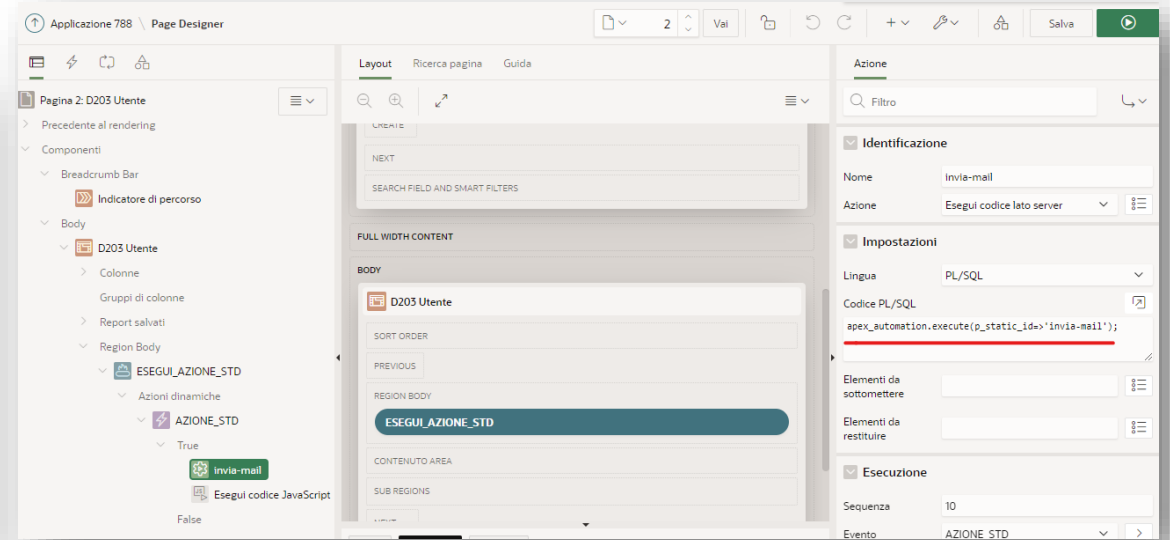 Applicazione 788 \ Page Designer
2
Vai
Salva
Pagina 2: D203 Utente
Precedente al rendering
Componenti
Breadcrumb Bar
Indicatore di percorso
Body
D203 Utente
Colonne
Gruppi di colonne
Report salvati
Region Body
ESEGUI_AZIONE_STD
Azioni dinamiche
AZIONE_STD
True
invia-mail
Esegui codice JavaScript
False
Layout
Ricerca pagina
Guida
CREATE
NEXT
SEARCH FIELD AND SMART FILTERS
FULL WIDTH CONTENT
BODY
D203 Utente
SORT ORDER
PREVIOUS
REGION BODY
ESEGUI_AZIONE_STD
CONTENUTO AREA
SUB REGIONS
NEXT
Azione
Filtro
Identificazione
Nome invia-mail
Azione Esegui codice lato server
Impostazioni
Lingua PL/SQL
Codice PL/SQL
apex_automation.execute(p_static_id=>'invia-mail');
Elementi da
sottomettere
Elementi da
restituire
Esecuzione
Sequenza 10
Evento AZIONE_STD